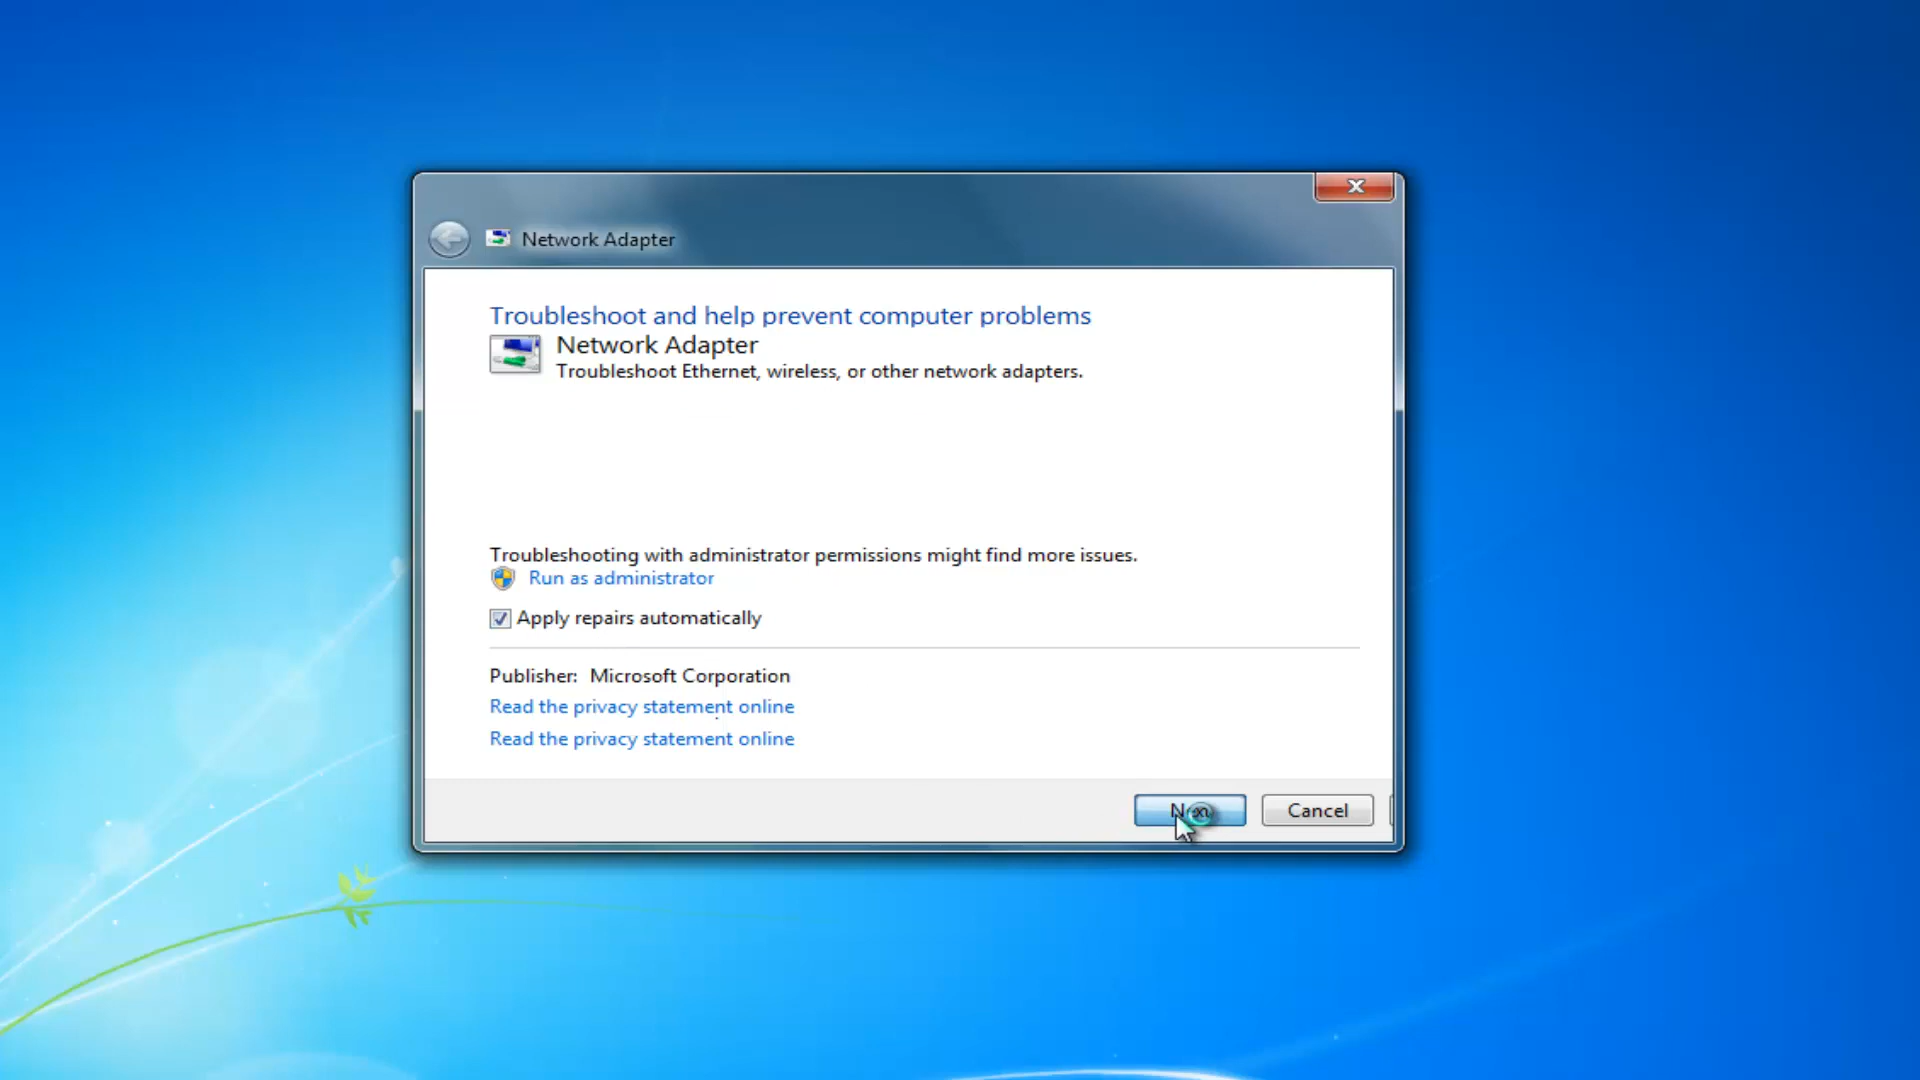 Network Adapter
Troubleshoot and help prevent computer problems
Network Adapter
Troubleshoot Ethernet, wireless, or other network adapters.
Troubleshooting with administrator permissions might find more issues.
Run as administrator
Apply repairs automatically
Publisher: Microsoft Corporation
Read the privacy statement online
Read the privacy statement online
Cancel